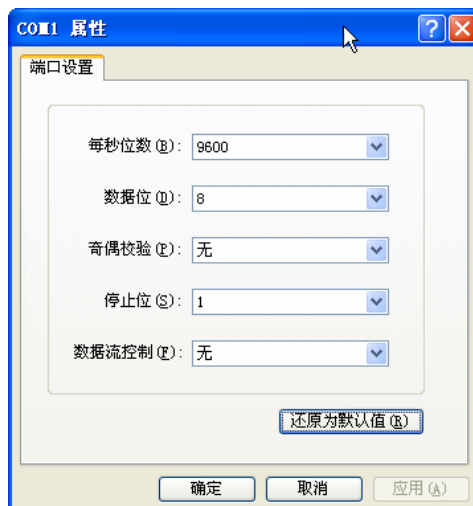 COM1 属性
端口设置
每秒位数(B): 9600
数据位(D): 8
奇偶校验(P): 无
停止位(S): 1
数据流控制(F): 无
还原为默认值(R)
确定 取消 应用(A)